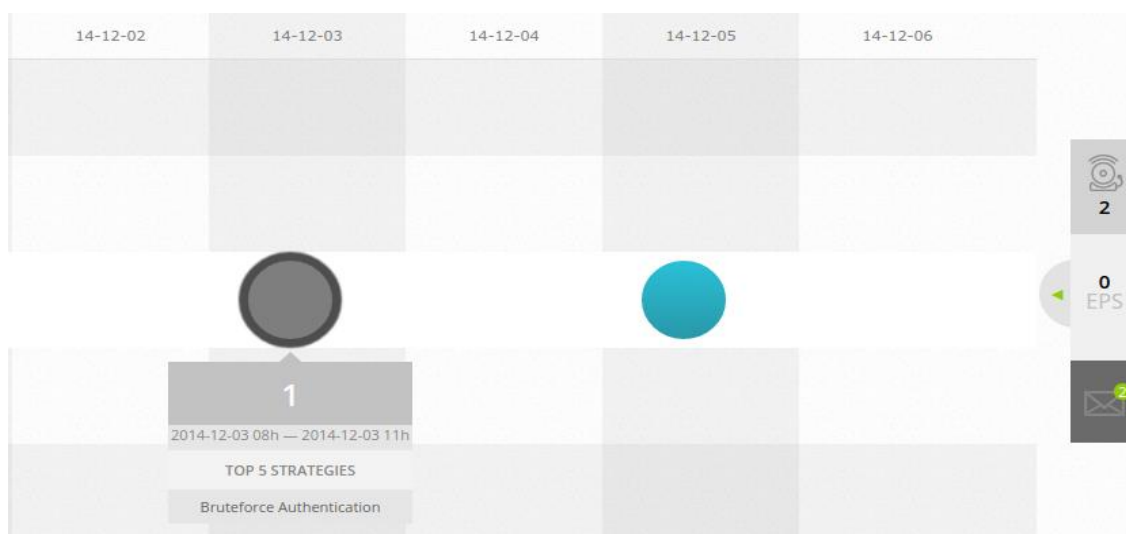 14-12-02 14-12-03 14-12-04 14-12-05 14-12-06
2
0
EPS
2
1
2014-12-03 08h — 2014-12-03 11h
TOP 5 STRATEGIES
Bruteforce Authentication